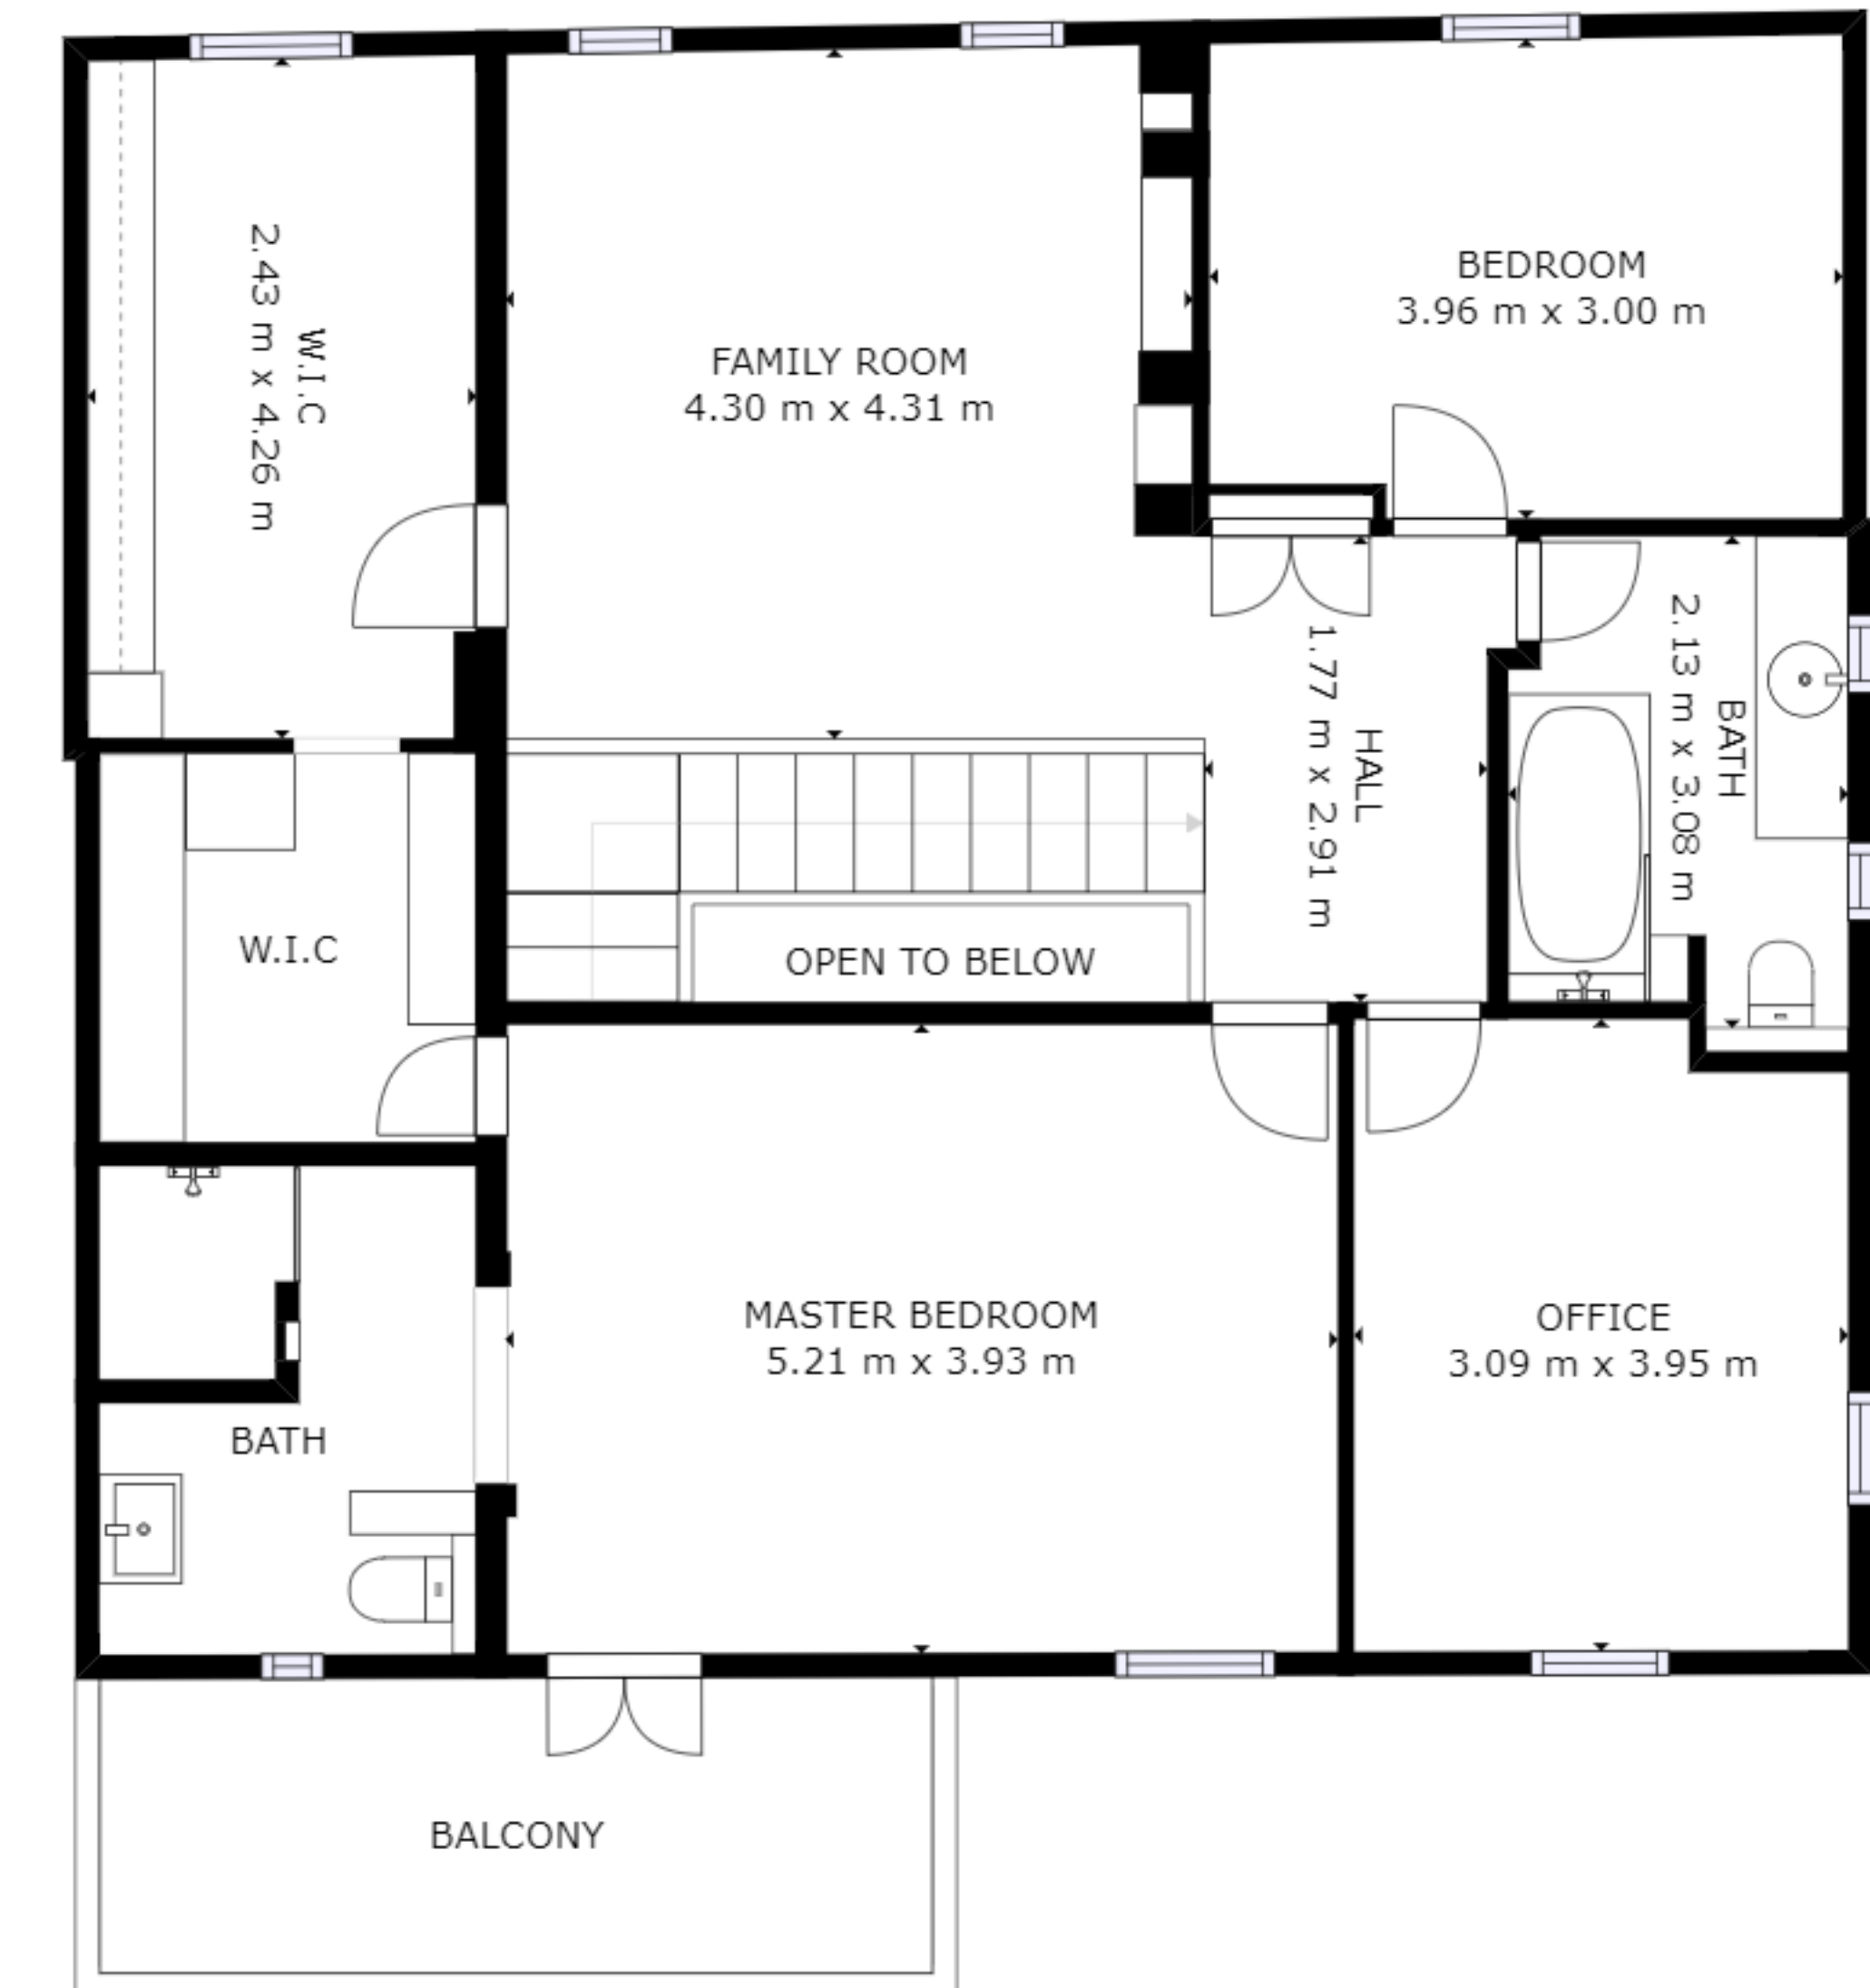 W.I.C
2.43 m x 4.26 m
FAMILY ROOM
4.30 m x 4.31 m
BEDROOM
3.96 m x 3.00 m
HALL
1.77 m x 2.91 m
BATH
2.13 m x 3.08 m
W.I.C
OPEN TO BELOW
MASTER BEDROOM
5.21 m x 3.93 m
OFFICE
3.09 m x 3.95 m
BATH
BALCONY